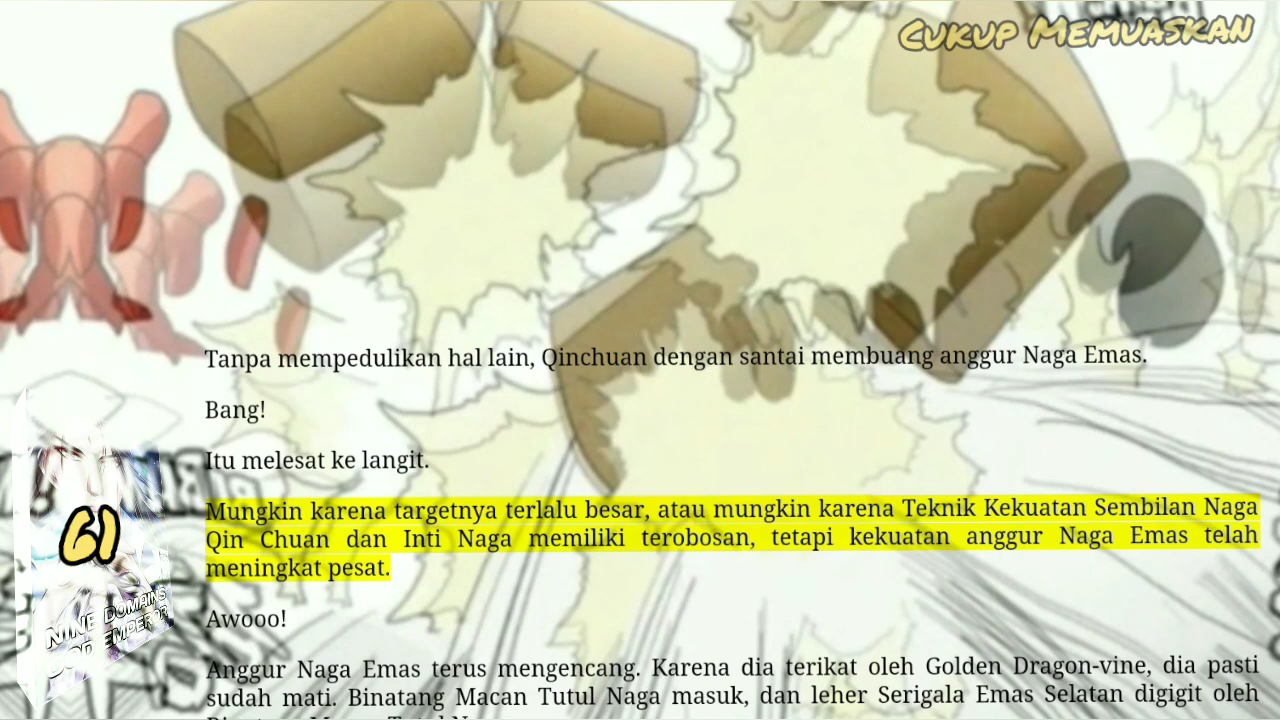 Cukup Memuaskan
Tanpa mempedulikan hal lain, Qinchuan dengan santai membuang anggur Naga Emas.
Bang!
Itu melesat ke langit.
Mungkin karena targetnya terlalu besar, atau mungkin karena Teknik Kekuatan Sembilan Naga
Qin Chuan dan Inti Naga memiliki terobosan, tetapi kekuatan anggur Naga Emas telah
meningkat pesat.
61
NINE DOMAINS
GOD EMPEROR
Awooo!
Anggur Naga Emas terus mengencang. Karena dia terikat oleh Golden Dragon-vine, dia pasti
sudah mati. Binatang Macan Tutul Naga masuk, dan leher Serigala Emas Selatan digigit oleh